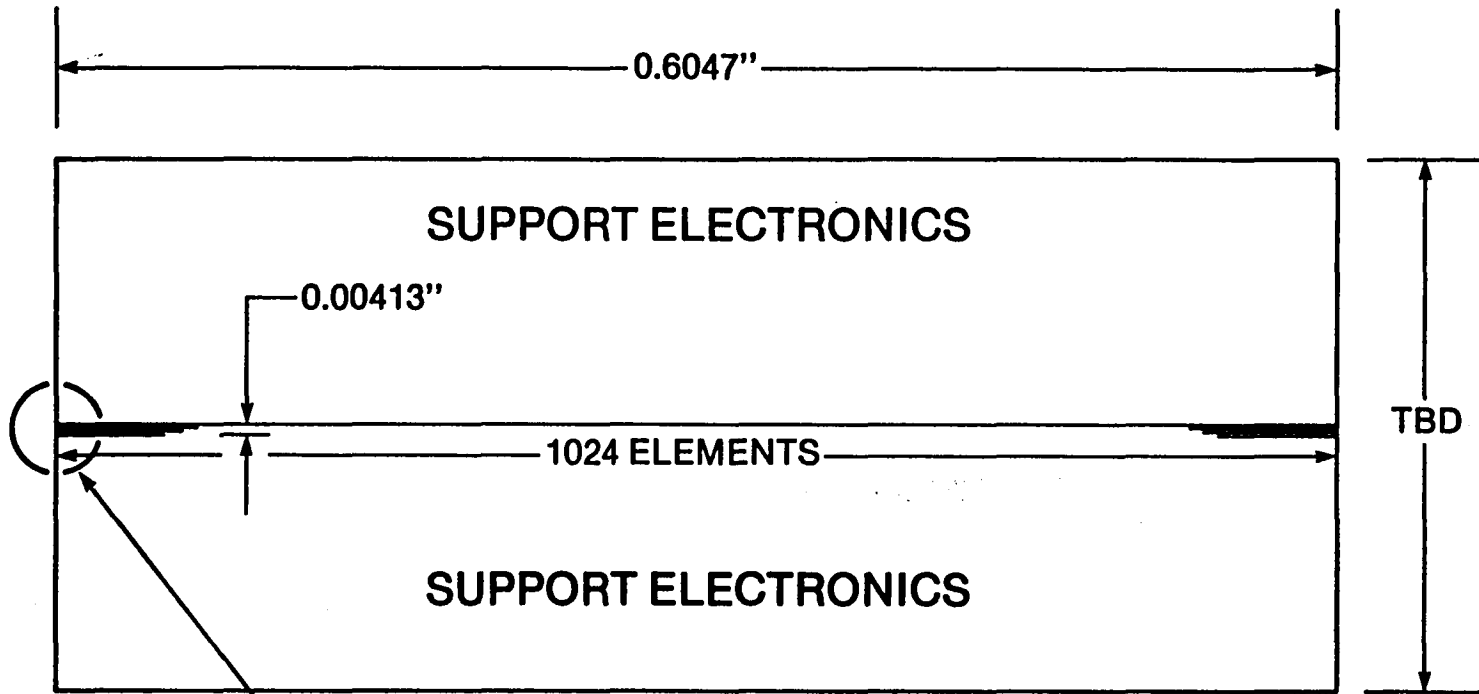 0.6047''
SUPPORT ELECTRONICS
0.00413''
TBD
1024 ELEMENTS
SUPPORT ELECTRONICS